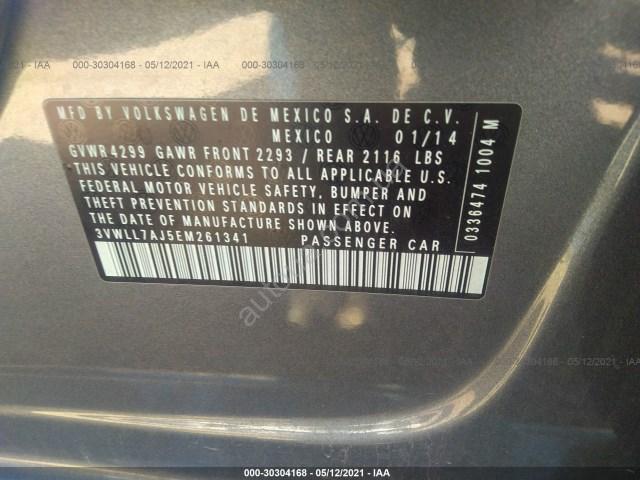 000-30304168 - 05/12/2021 - IAA
MFD BY VOLKSWAGEN DE MEXICO S.A. DE C.V.
MEXICO 01/14
GVWR 4299 GAWR FRONT 2293 / REAR 2116 LBS
THIS VEHICLE CONFORMS TO ALL APPLICABLE U.S.
FEDERAL MOTOR VEHICLE SAFETY, BUMPER AND
THEFT PREVENTION STANDARDS IN EFFECT ON
THE DATE OF MANUFACTURE SHOWN ABOVE.
3VWLL7AJ5EM261341 PASSENGER CAR
0336474 1004 M
000-30304168 - 05/12/2021 - IAA